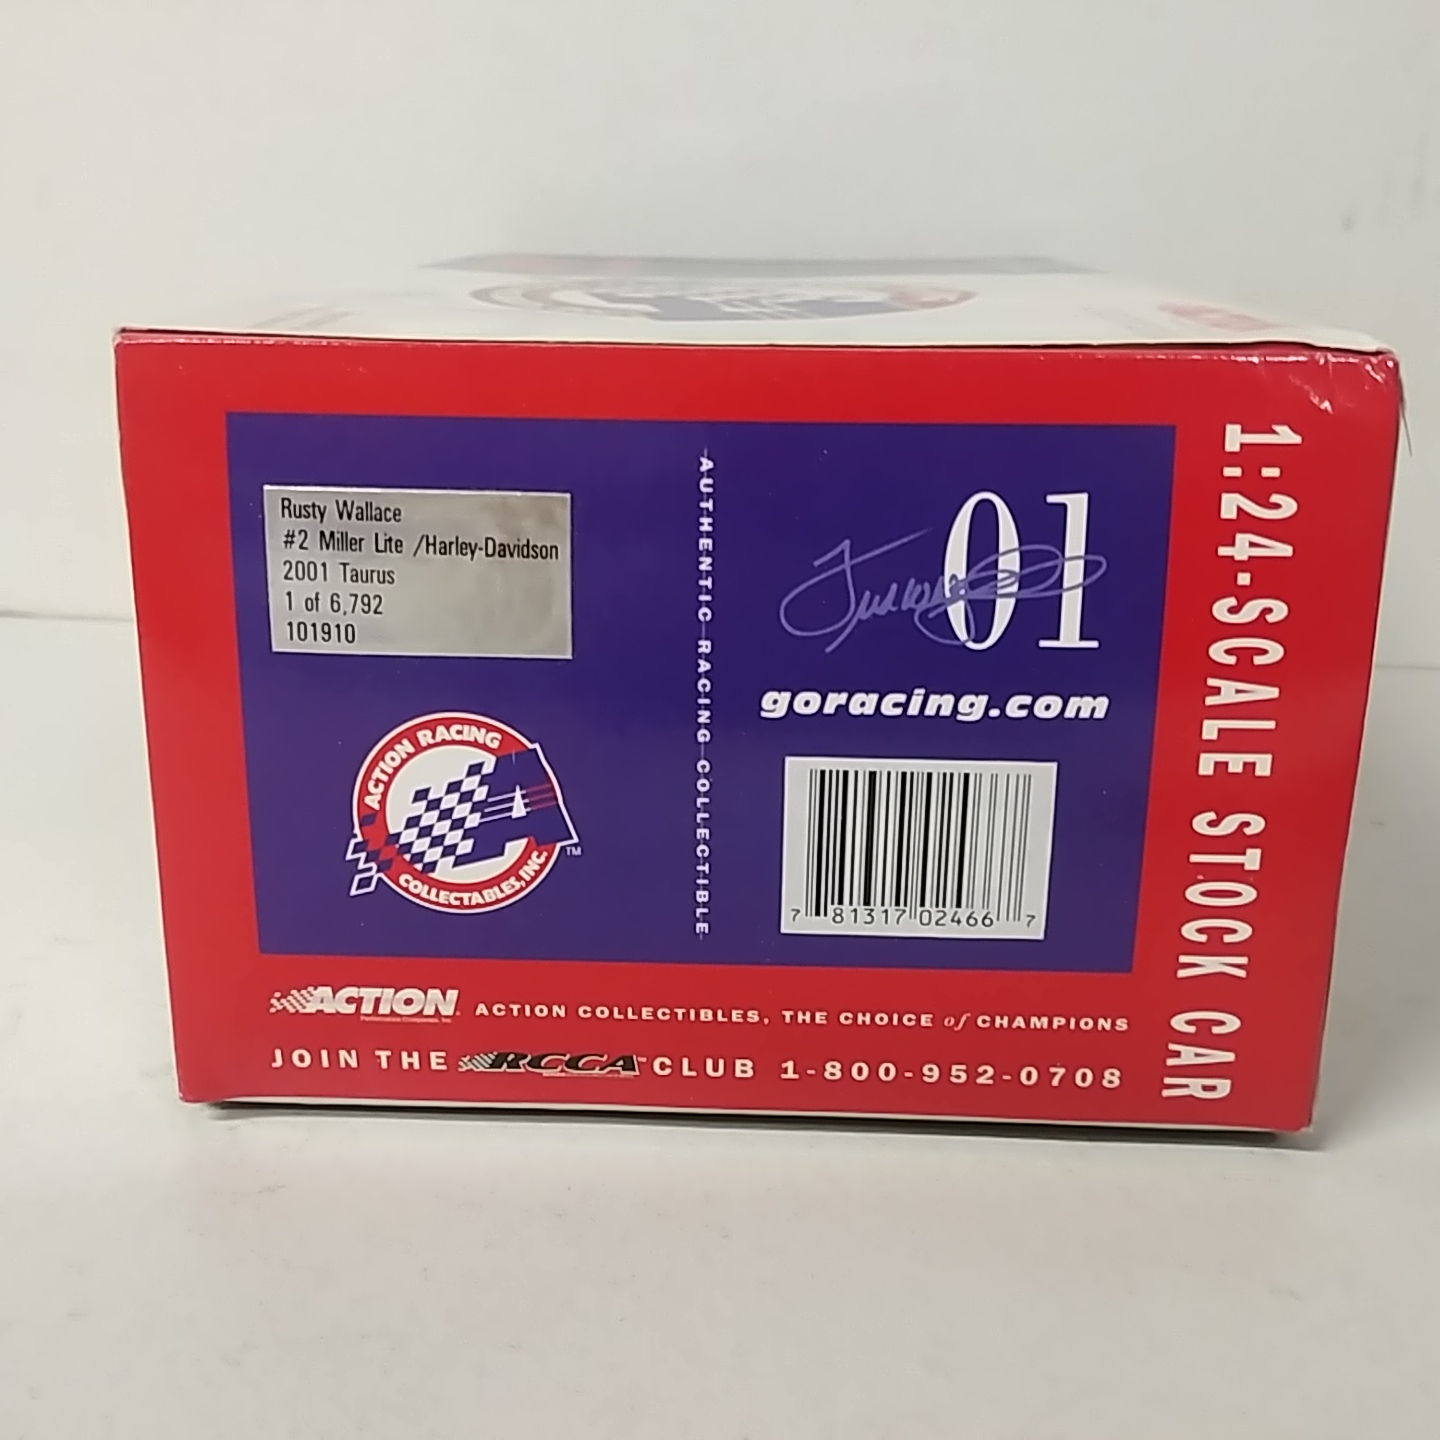 Rusty Wallace
#2 Miller Lite /Harley-Davidson
2001 Taurus
1 of 6,792
101910
ACTION RACING
COLLECTABLES, INC.
TM
AUTHENTIC RACING COLLECTIBLE
01
goracing.com
7 81317 02466 7
1:24-SCALE STOCK CAR
ACTION
ACTION COLLECTIBLES, THE CHOICE of CHAMPIONS
JOIN THE RCCA CLUB 1-800-952-0708